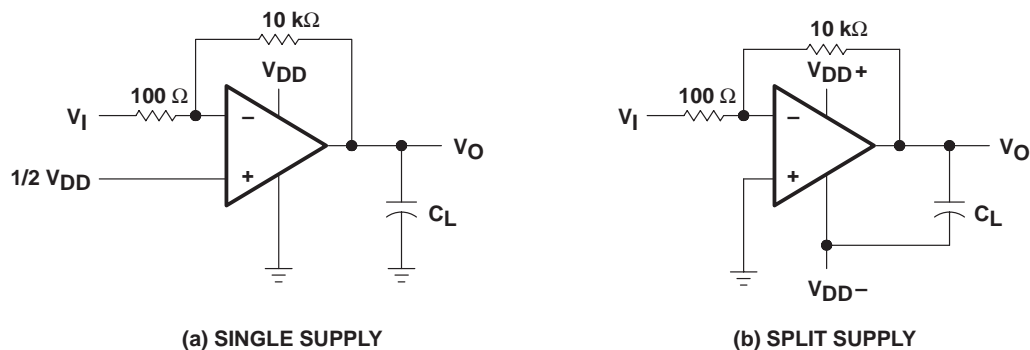 10 kΩ
VDD
100 Ω
VI
−
VO
1/2 VDD
+
CL
(a) SINGLE SUPPLY
10 kΩ
VDD+
100 Ω
VI
−
VO
+
CL
VDD−
(b) SPLIT SUPPLY